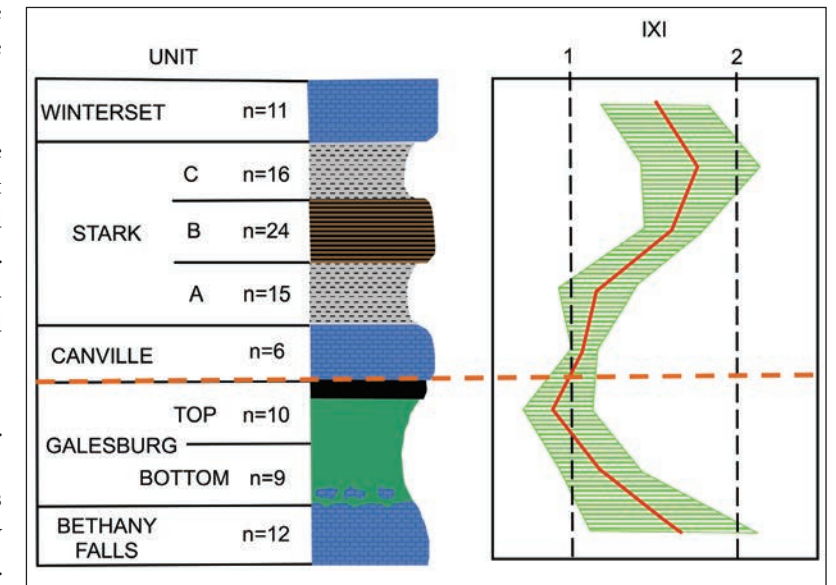 IXI
UNIT
1 2
WINTERSET n=11
C n=16
STARK B n=24
A n=15
CANVILLE n=6
TOP n=10
GALESBURG
BOTTOM n=9
BETHANY
FALLS
n=12